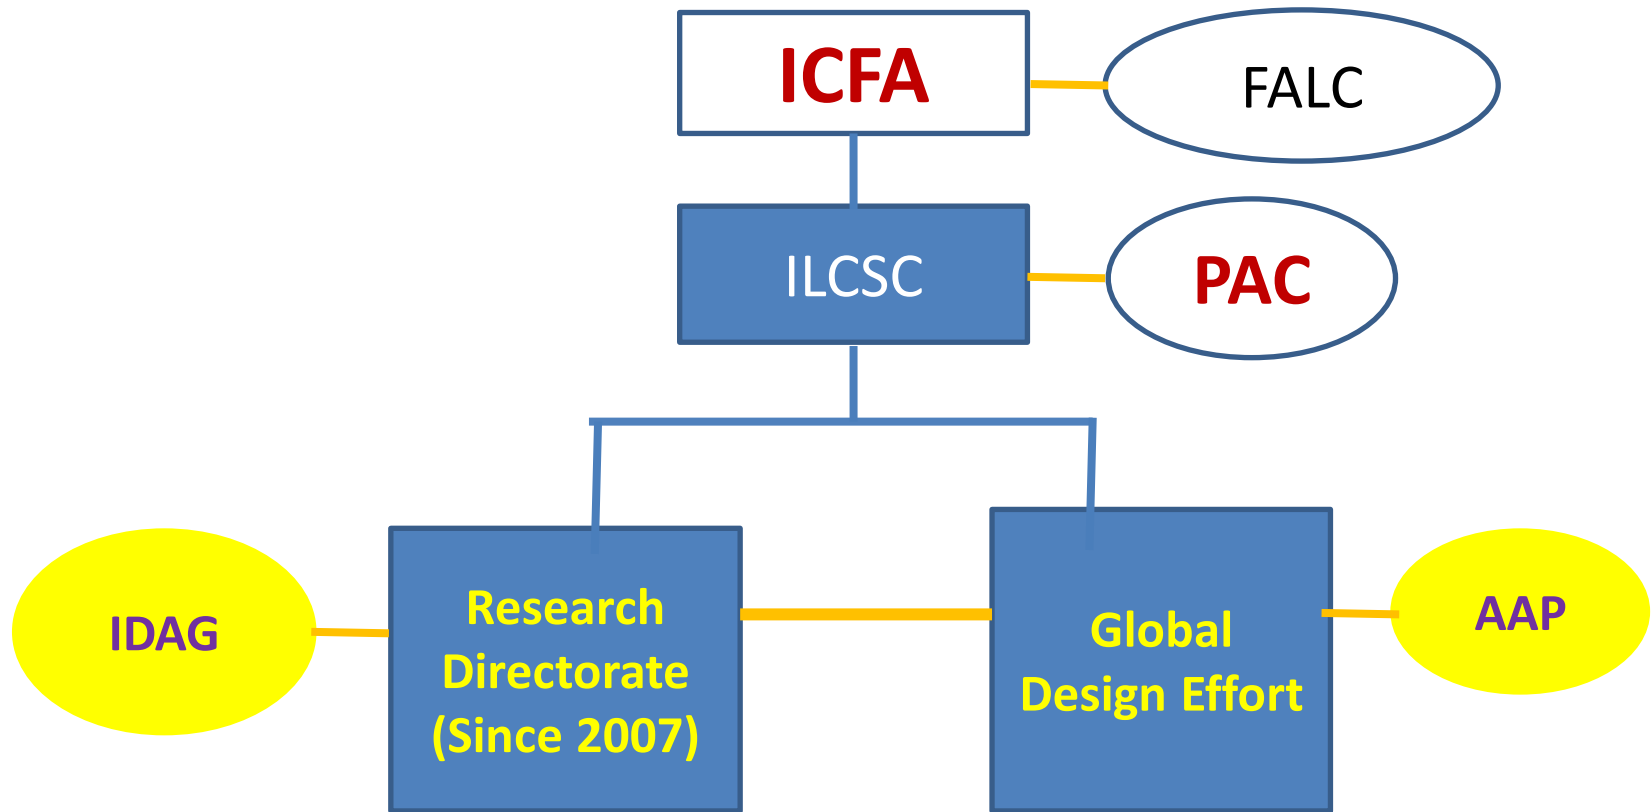 ICFA
FALC
ILCSC
PAC
IDAG
Research
Directorate
(Since 2007)
Global
Design Effort
AAP